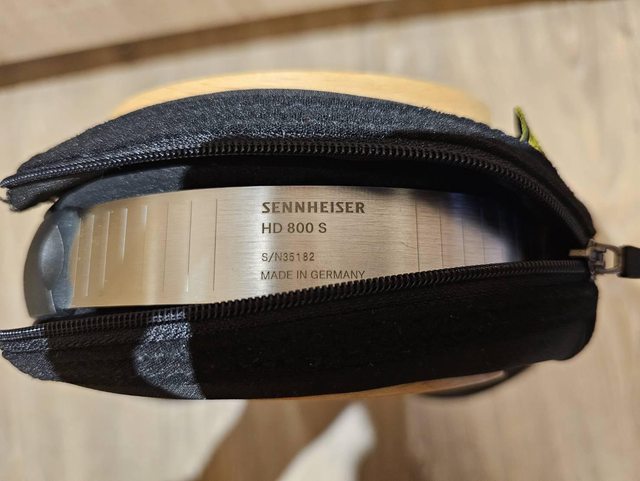 SENNHEISER
HD 800 S
S/N35182
MADE IN GERMANY